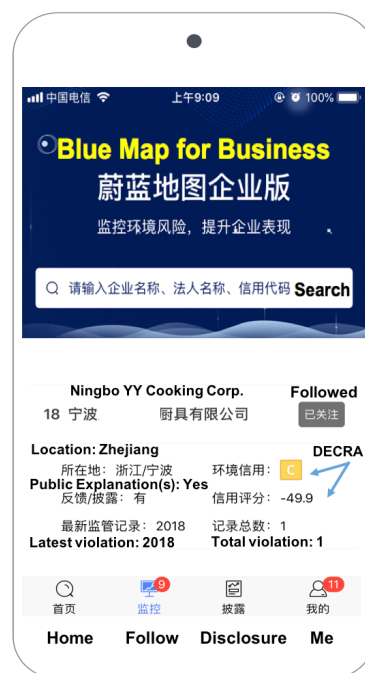 中国电信 上午9:09 100%
Blue Map for Business
蔚蓝地图企业版
监控环境风险，提升企业表现
请输入企业名称、法人名称、信用代码 Search
Ningbo YY Cooking Corp. Followed
18 宁波 厨具有限公司 已关注
Location: Zhejiang DECRA
所在地：浙江/宁波 环境信用： C
Public Explanation(s): Yes
反馈/披露：有 信用评分：-49.9
最新监管记录：2018 记录总数：1
Latest violation: 2018 Total violation: 1
9 11
首页 监控 披露 我的
Home Follow Disclosure Me